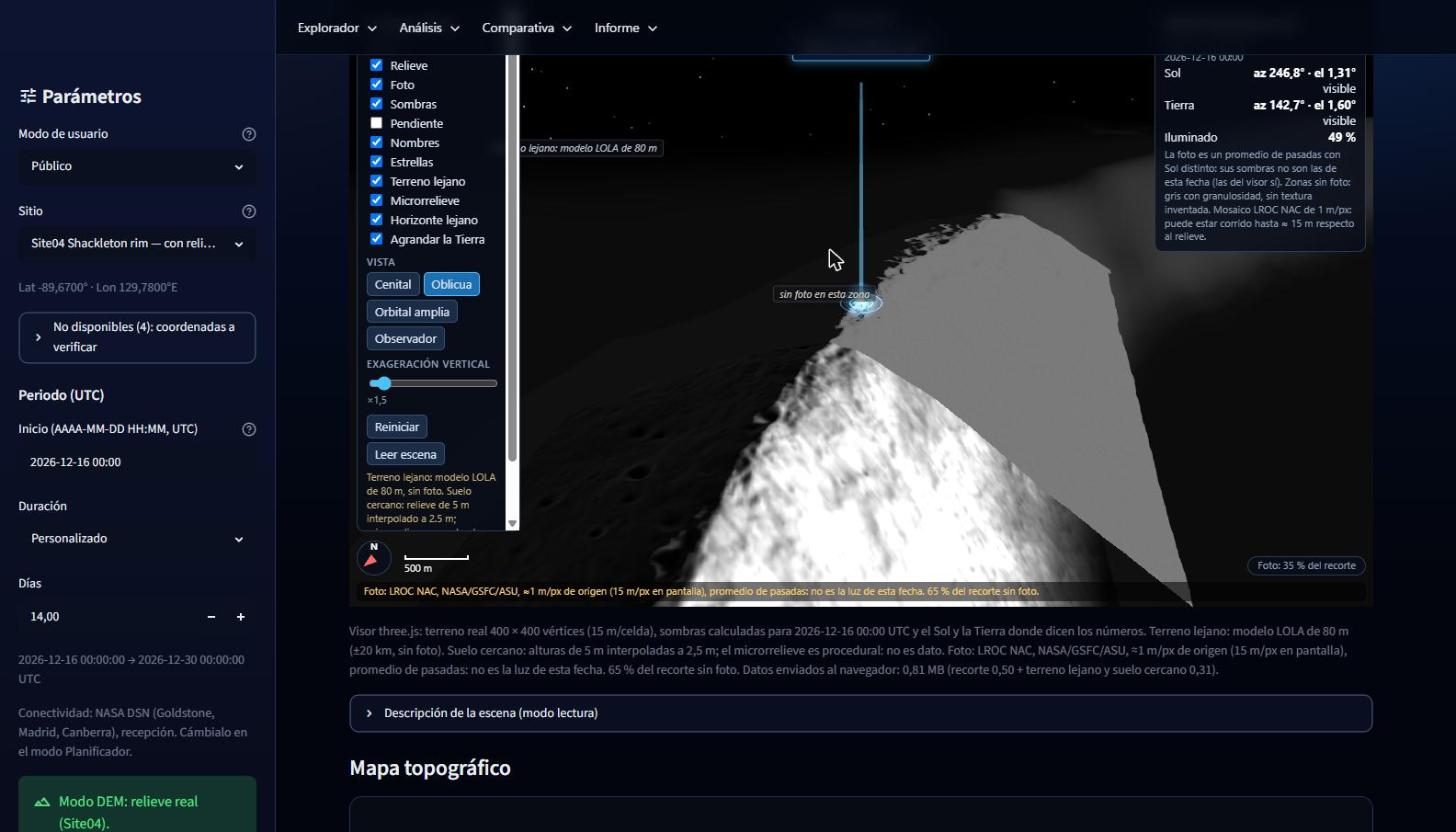 Explorador
Análisis
Comparativa
Informe
Parámetros
Modo de usuario
Público
Sitio
Site04 Shackleton rim — con reli…
Lat -89,6700° · Lon 129,7800°E
No disponibles (4): coordenadas a
verificar
Periodo (UTC)
Inicio (AAAA-MM-DD HH:MM, UTC)
2026-12-16 00:00
Duración
Personalizado
Días
14,00
2026-12-16 00:00:00 → 2026-12-30 00:00:00
UTC
Conectividad: NASA DSN (Goldstone,
Madrid, Canberra), recepción. Cámbialo en
el modo Planificador.
Modo DEM: relieve real
(Site04).
Relieve
Foto
Sombras
Pendiente
Nombres
Estrellas
Terreno lejano
Microrrelieve
Horizonte lejano
Agrandar la Tierra
VISTA
Cenital
Oblicua
Orbital amplia
Observador
EXAGERACIÓN VERTICAL
×1,5
Reiniciar
Leer escena
Terreno lejano: modelo LOLA
de 80 m, sin foto. Suelo
cercano: relieve de 5 m
interpolado a 2.5 m;
o lejano: modelo LOLA de 80 m
sin foto en esta zona
2026-12-16 00:00
Sol az 246,8° · el 1,31°
visible
Tierra az 142,7° · el 1,60°
visible
Iluminado 49 %
La foto es un promedio de pasadas con
Sol distinto: sus sombras no son las de
esta fecha (las del visor sí). Zonas sin foto:
gris con granulosidad, sin textura
inventada. Mosaico LROC NAC de 1 m/px:
puede estar corrido hasta ≈ 15 m respecto
al relieve.
N
500 m
Foto: 35 % del recorte
Foto: LROC NAC, NASA/GSFC/ASU, ≈1 m/px de origen (15 m/px en pantalla), promedio de pasadas: no es la luz de esta fecha. 65 % del recorte sin foto.
Visor three.js: terreno real 400 × 400 vértices (15 m/celda), sombras calculadas para 2026-12-16 00:00 UTC y el Sol y la Tierra donde dicen los números. Terreno lejano: modelo LOLA de 80 m
(±20 km, sin foto). Suelo cercano: alturas de 5 m interpoladas a 2,5 m; el microrrelieve es procedural: no es dato. Foto: LROC NAC, NASA/GSFC/ASU, ≈1 m/px de origen (15 m/px en pantalla),
promedio de pasadas: no es la luz de esta fecha. 65 % del recorte sin foto. Datos enviados al navegador: 0,81 MB (recorte 0,50 + terreno lejano y suelo cercano 0,31).
Descripción de la escena (modo lectura)
Mapa topográfico